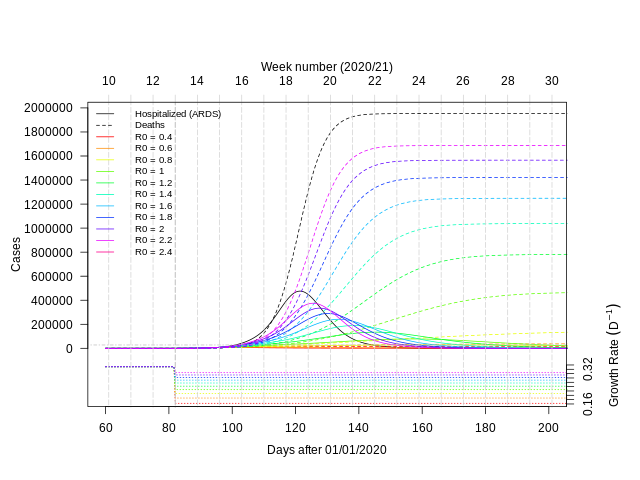 Week number (2020/21)
10 12 14 16 18 20 22 24 26 28 30
2000000
1800000
1600000
1400000
1200000
1000000
800000
600000
400000
200000
0
Cases
Hospitalized (ARDS)
Deaths
R0 = 0.4
R0 = 0.6
R0 = 0.8
R0 = 1
R0 = 1.2
R0 = 1.4
R0 = 1.6
R0 = 1.8
R0 = 2
R0 = 2.2
R0 = 2.4
0.32
0.16
Growth Rate (D⁻¹)
60 80 100 120 140 160 180 200
Days after 01/01/2020